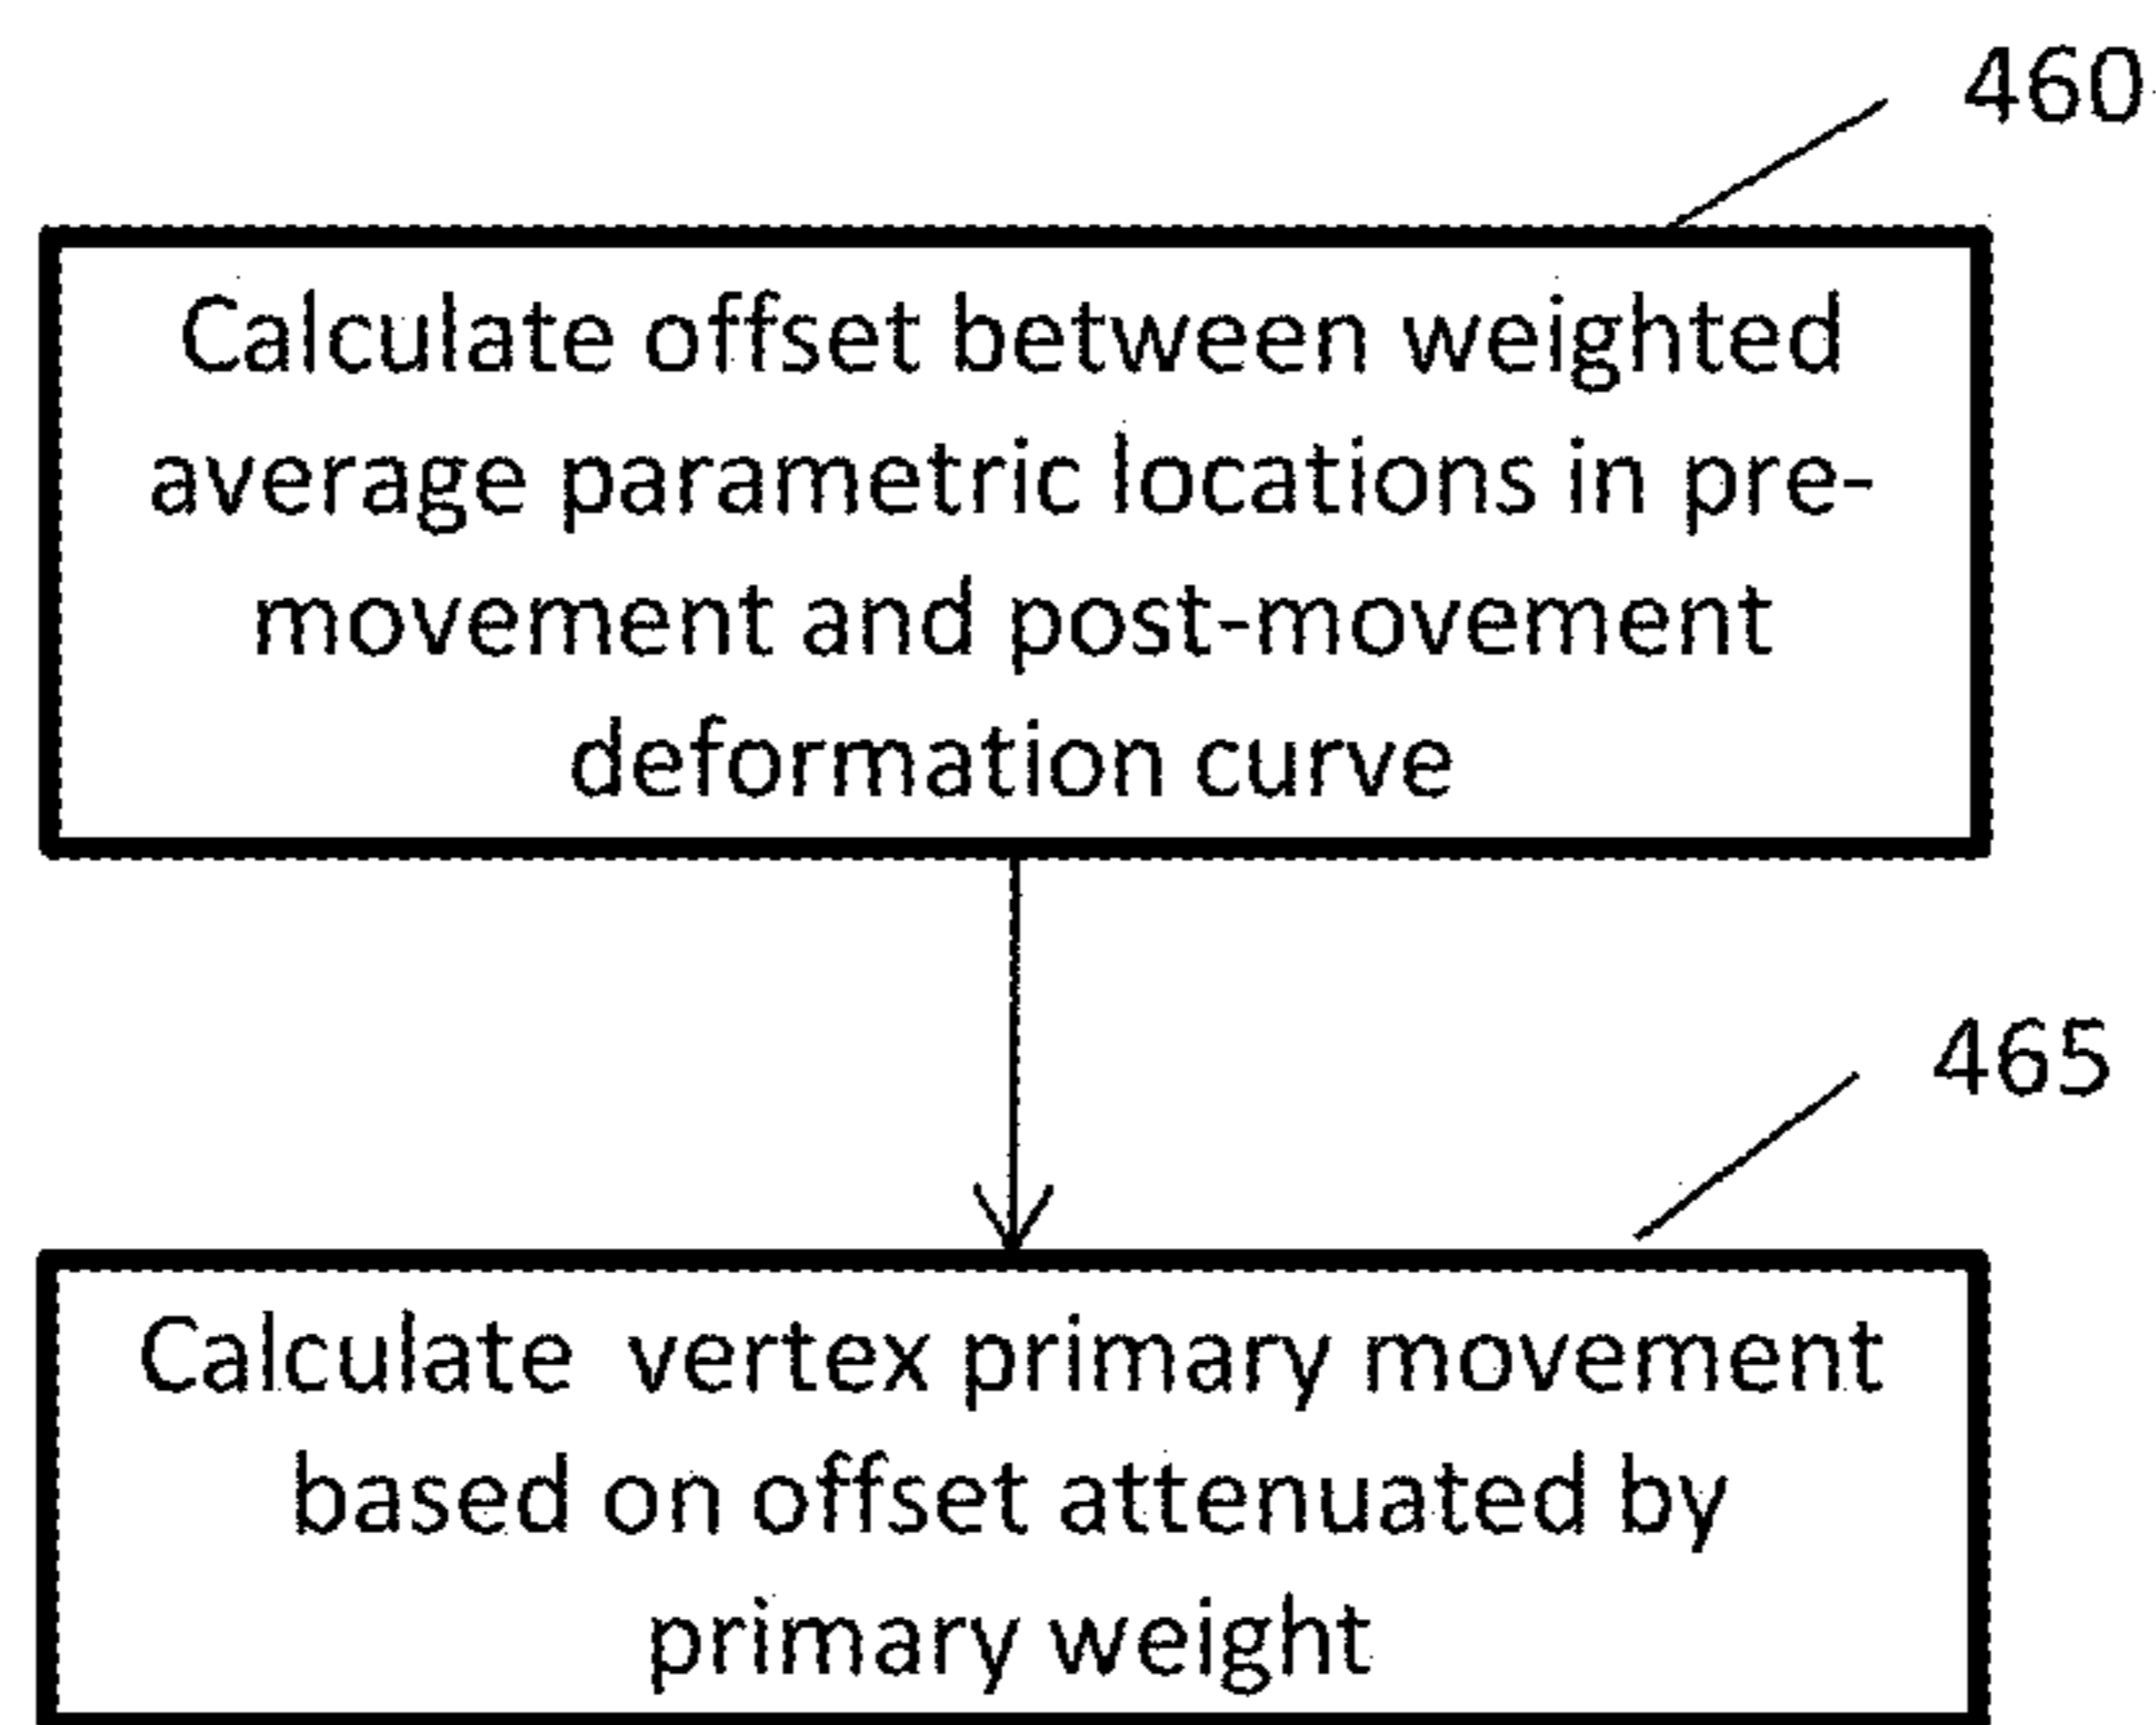 460
Calculate offset between weighted
average parametric locations in pre-
movement and post-movement
deformation curve
465
Calculate vertex primary movement
based on offset attenuated by
primary weight